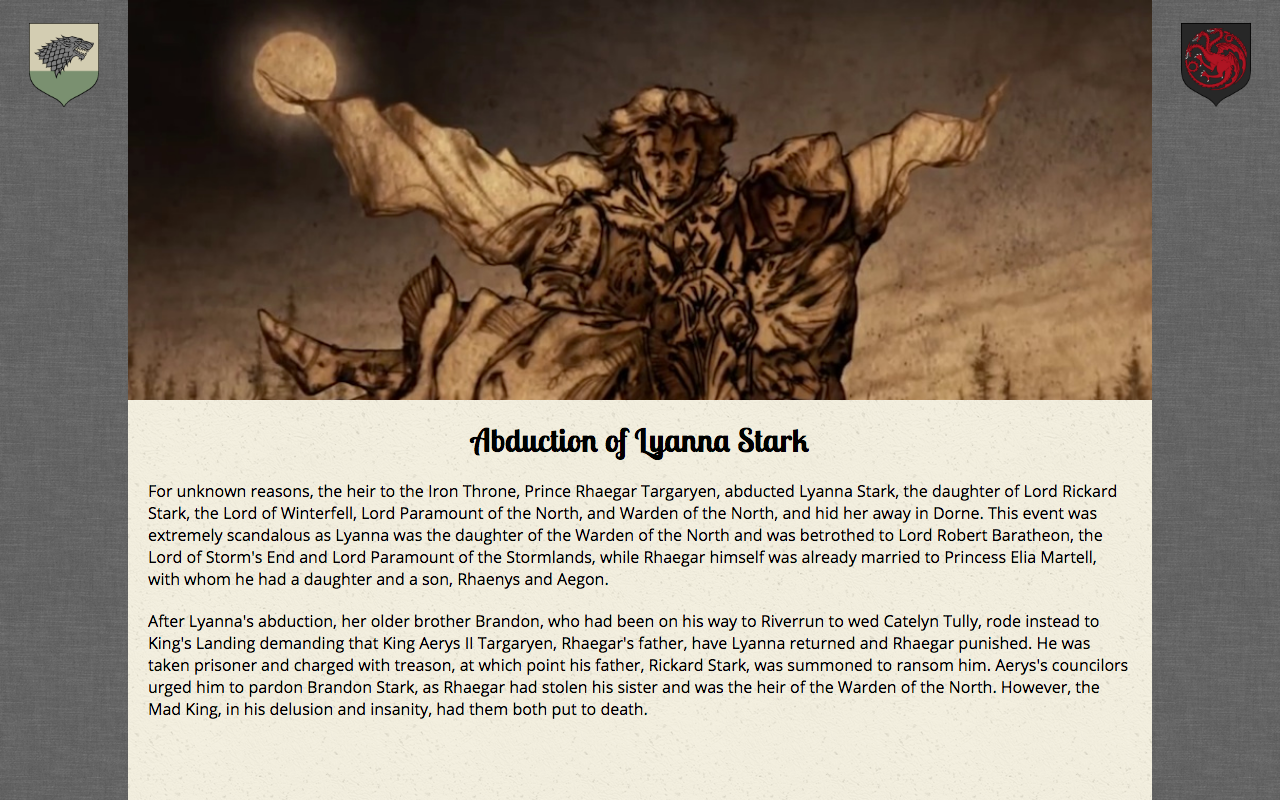 Abduction of Lyanna Stark
For unknown reasons, the heir to the Iron Throne, Prince Rhaegar Targaryen, abducted Lyanna Stark, the daughter of Lord Rickard
Stark, the Lord of Winterfell, Lord Paramount of the North, and Warden of the North, and hid her away in Dorne. This event was
extremely scandalous as Lyanna was the daughter of the Warden of the North and was betrothed to Lord Robert Baratheon, the
Lord of Storm's End and Lord Paramount of the Stormlands, while Rhaegar himself was already married to Princess Elia Martell,
with whom he had a daughter and a son, Rhaenys and Aegon.
After Lyanna's abduction, her older brother Brandon, who had been on his way to Riverrun to wed Catelyn Tully, rode instead to
King's Landing demanding that King Aerys II Targaryen, Rhaegar's father, have Lyanna returned and Rhaegar punished. He was
taken prisoner and charged with treason, at which point his father, Rickard Stark, was summoned to ransom him. Aerys's councilors
urged him to pardon Brandon Stark, as Rhaegar had stolen his sister and was the heir of the Warden of the North. However, the
Mad King, in his delusion and insanity, had them both put to death.